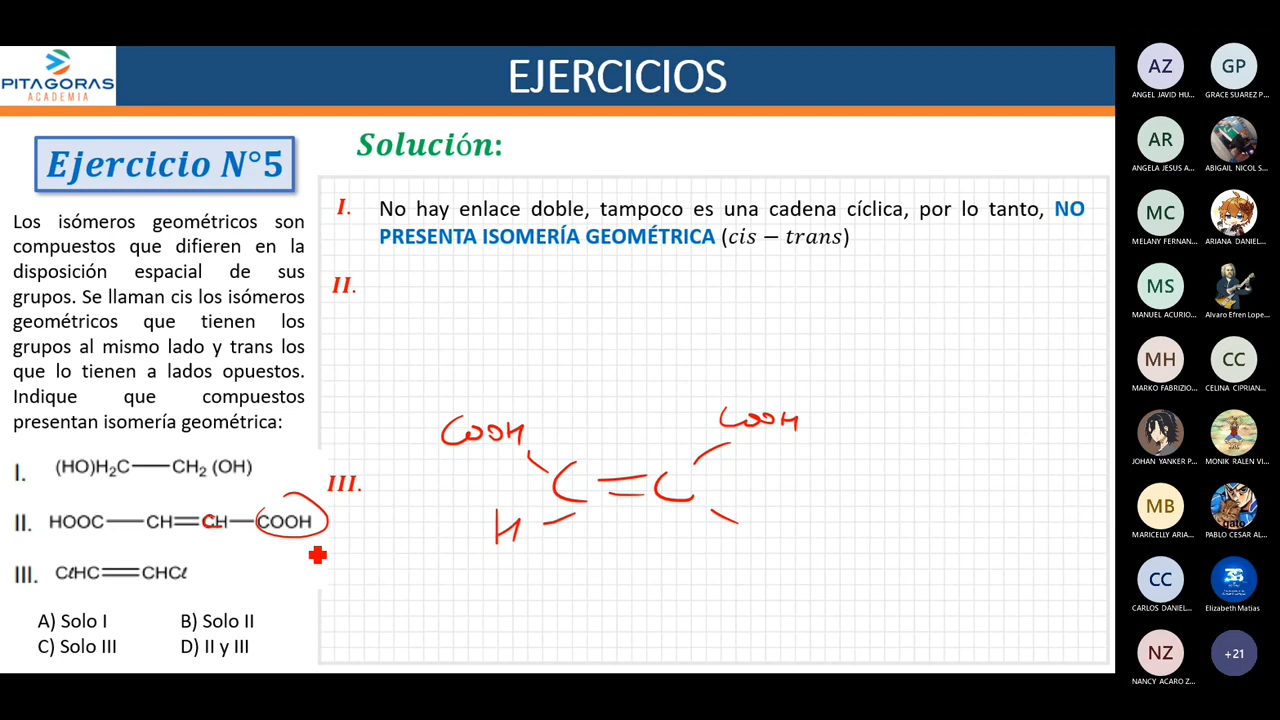 PITAGORAS
ACADEMIA
EJERCICIOS
Ejercicio N°5
Los isómeros geométricos son
compuestos que difieren en la
disposición espacial de sus
grupos. Se llaman cis los isómeros
geométricos que tienen los
grupos al mismo lado y trans los
que lo tienen a lados opuestos.
Indique que compuestos
presentan isomería geométrica:
I. (HO)H₂C—CH₂ (OH)
II. HOOC—CH=CH—COOH
III. CℓHC=CHCℓ
A) Solo I B) Solo II
C) Solo III D) II y III
Solución:
I. No hay enlace doble, tampoco es una cadena cíclica, por lo tanto, NO
PRESENTA ISOMERÍA GEOMÉTRICA (cis − trans)
II.
III.
COOH COOH
C=C
H
AZ
ANGEL JAVID HU...
GP
GRACE SUAREZ P...
AR
ANGELA JESUS A...
ABIGAIL NICOL S...
MC
MELANY FERNAN...
ARIANA DANIEL...
MS
MANUEL ACURIO...
Alvaro Efren Lope...
MH
MARKO FABRIZIO...
CC
CELINA CIPRIAN...
JOHAN YANKER P...
MONIK RALEN VI...
MB
MARICELLY ARIA...
gato
PABLO CESAR AL...
CC
CARLOS DANIEL...
Elizabeth Matias
NZ
NANCY ACARO Z...
+21